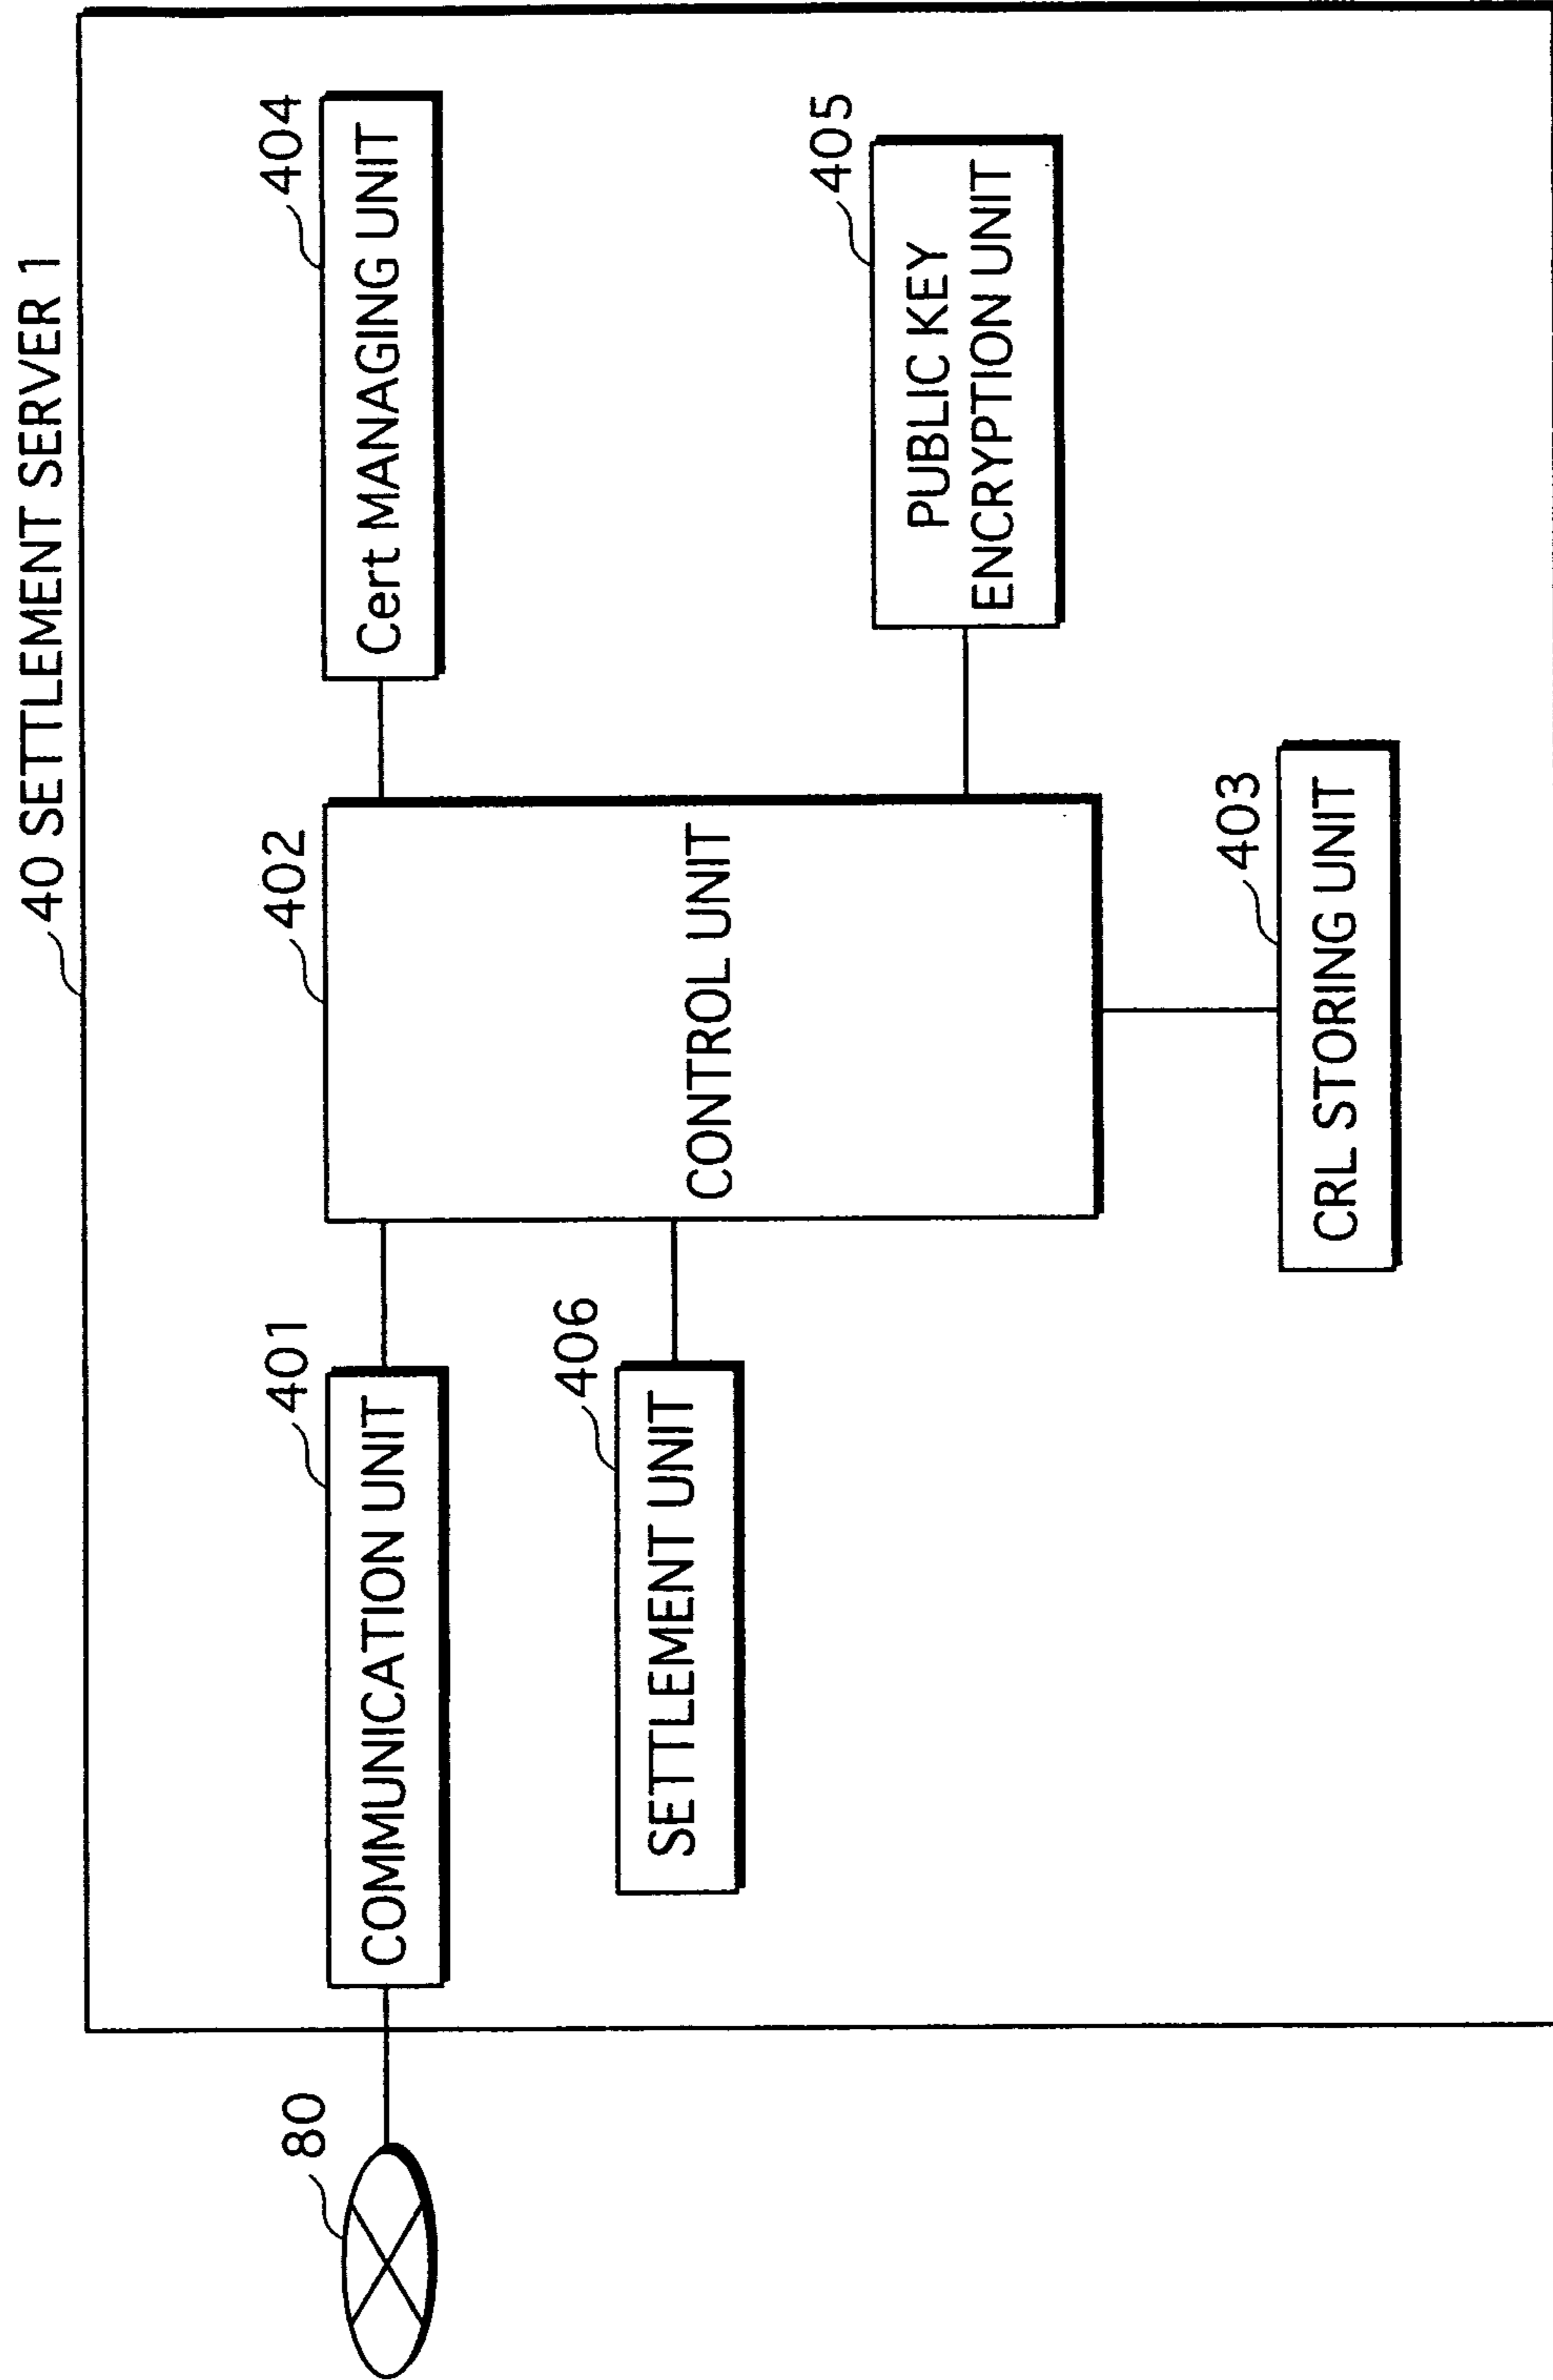 40 SETTLEMENT SERVER 1
401
402
404
80
COMMUNICATION UNIT
Cert MANAGING UNIT
406
SETTLEMENT UNIT
CONTROL UNIT
405
PUBLIC KEY
ENCRYPTION UNIT
403
CRL STORING UNIT